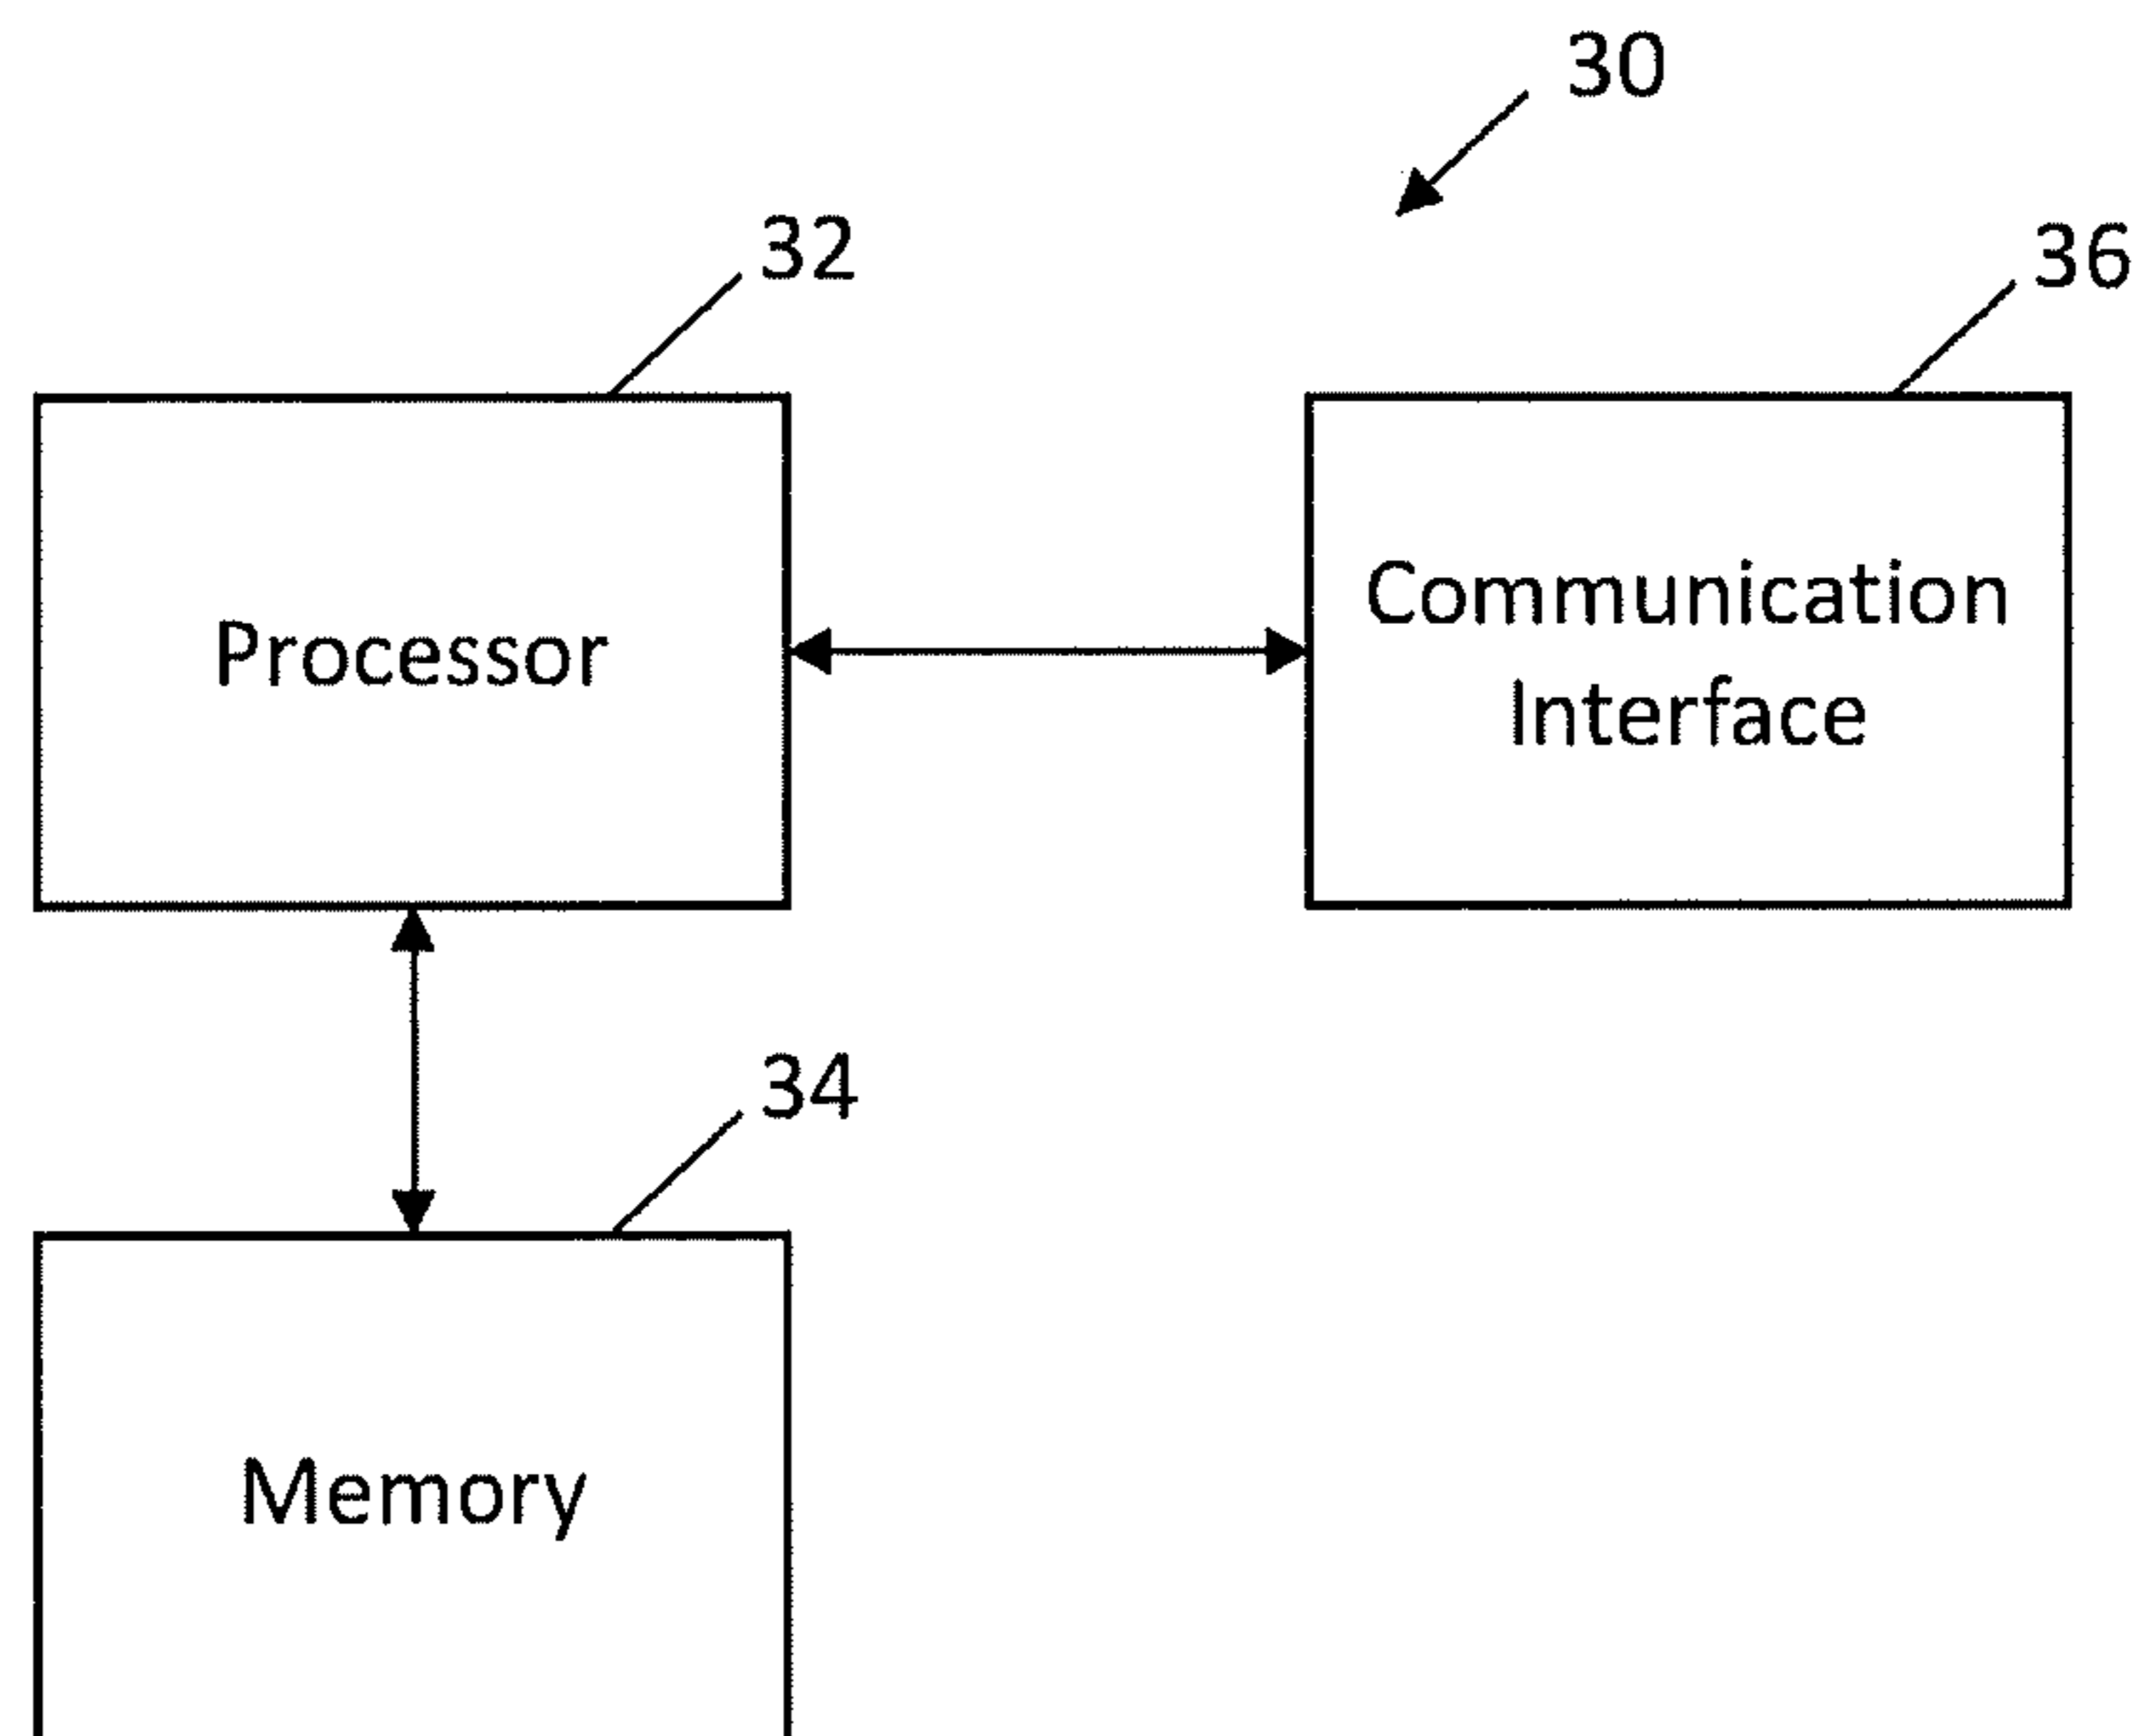 30
32
36
Processor
Communication
Interface
34
Memory